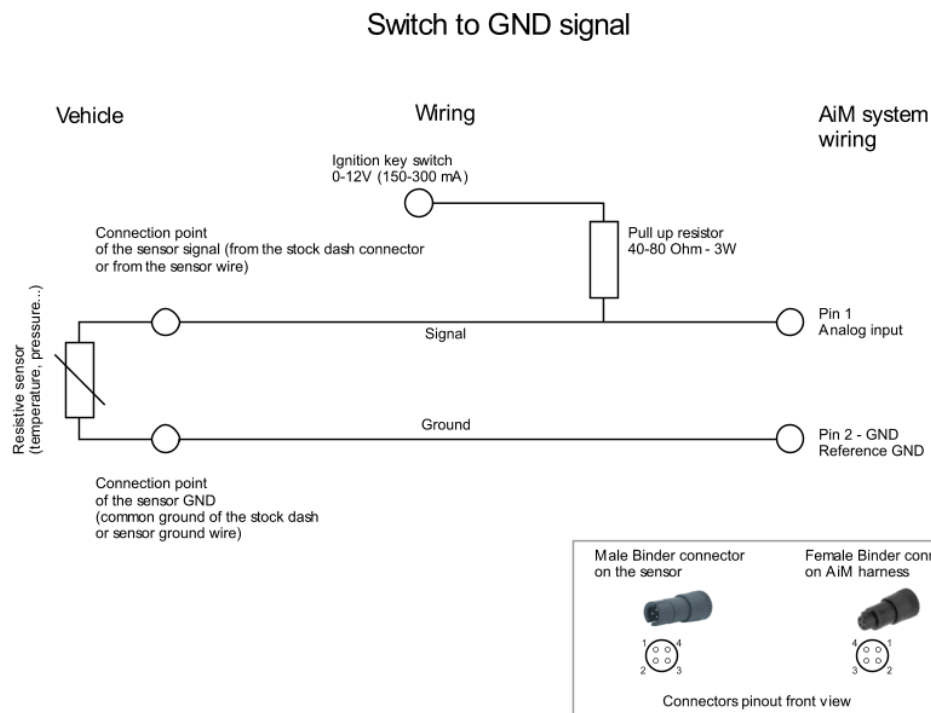 Switch to GND signal
Vehicle
Wiring
AiM system
wiring
Ignition key switch
0-12V (150-300 mA)
Connection point
of the sensor signal (from the stock dash connector
or from the sensor wire)
Pull up resistor
40-80 Ohm - 3W
Resistive sensor
(temperature, pressure...)
Signal
Pin 1
Analog input
Ground
Pin 2 - GND
Reference GND
Connection point
of the sensor GND
(common ground of the stock dash
or sensor ground wire)
Male Binder connector
on the sensor
1 4
2 3
Female Binder conn
on AiM harness
4 1
3 2
Connectors pinout front view